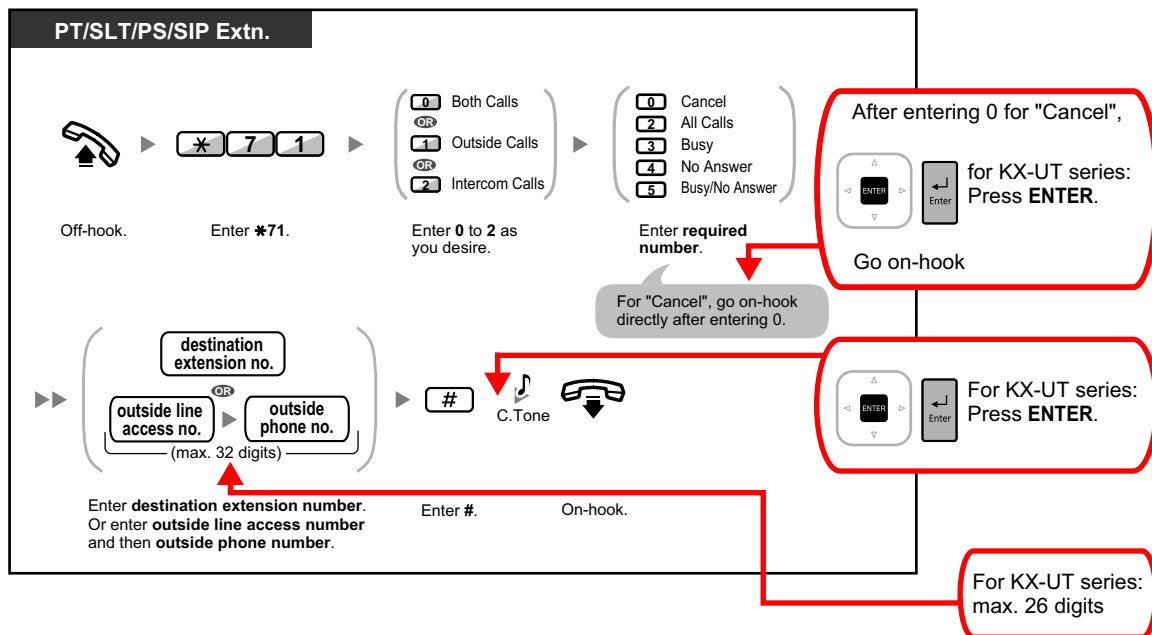 PT/SLT/PS/SIP Extn.
0 Both Calls
OR
1 Outside Calls
OR
2 Intercom Calls
0 Cancel
2 All Calls
3 Busy
4 No Answer
5 Busy/No Answer
✱ 7 1
Off-hook.
Enter ✱71.
Enter 0 to 2 as
you desire.
Enter required
number.
For "Cancel", go on-hook
directly after entering 0.
After entering 0 for "Cancel",
ENTER
Enter
for KX-UT series:
Press ENTER.
Go on-hook
destination
extension no.
OR
outside line
access no.
outside
phone no.
(max. 32 digits)
#
C.Tone
Enter destination extension number.
Or enter outside line access number
and then outside phone number.
Enter #.
On-hook.
ENTER
Enter
For KX-UT series:
Press ENTER.
For KX-UT series:
max. 26 digits